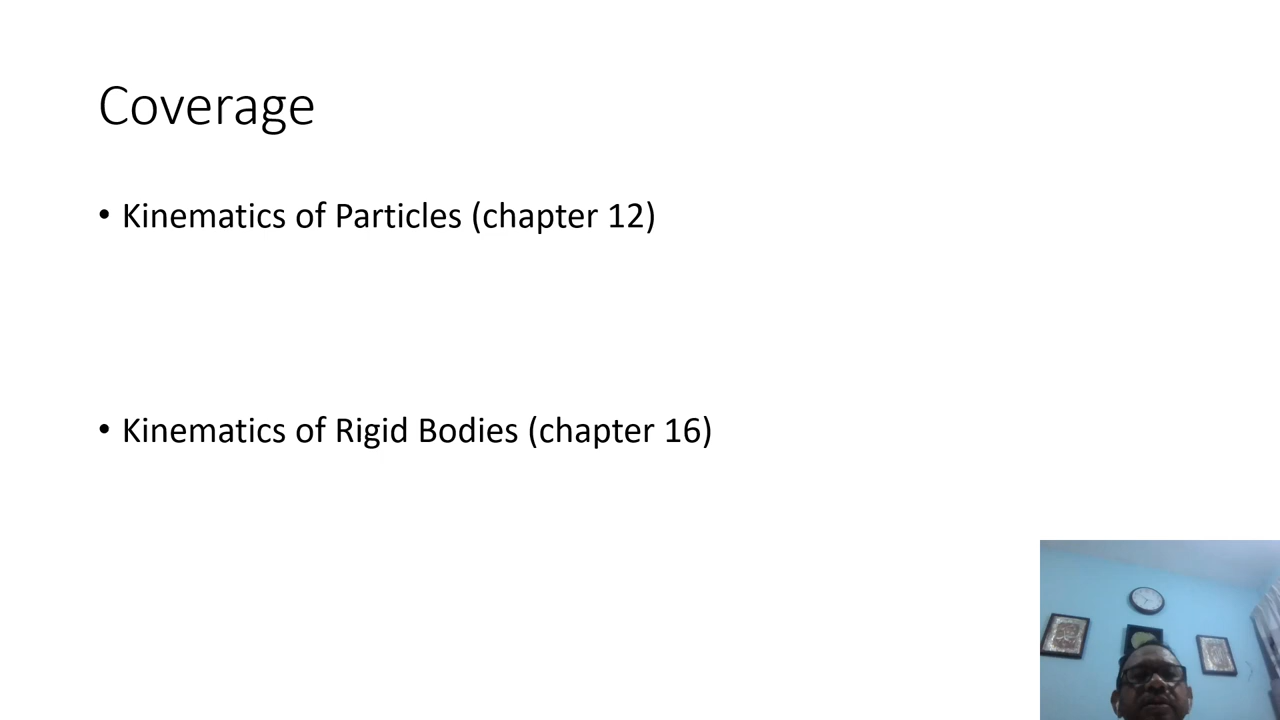 Coverage
• Kinematics of Particles (chapter 12)
• Kinematics of Rigid Bodies (chapter 16)